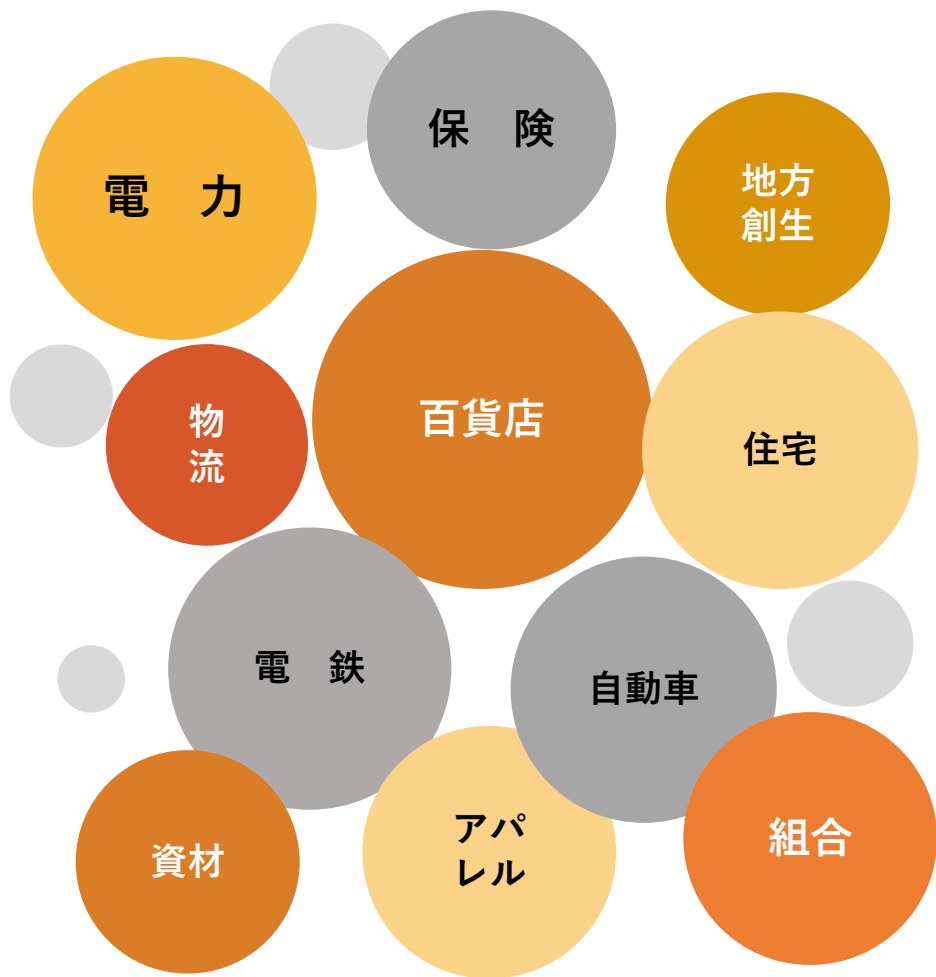 保　険
電　力
地方
創生
百貨店
物
流
住宅
電　鉄
自動車
アパ
レル
資材
組合